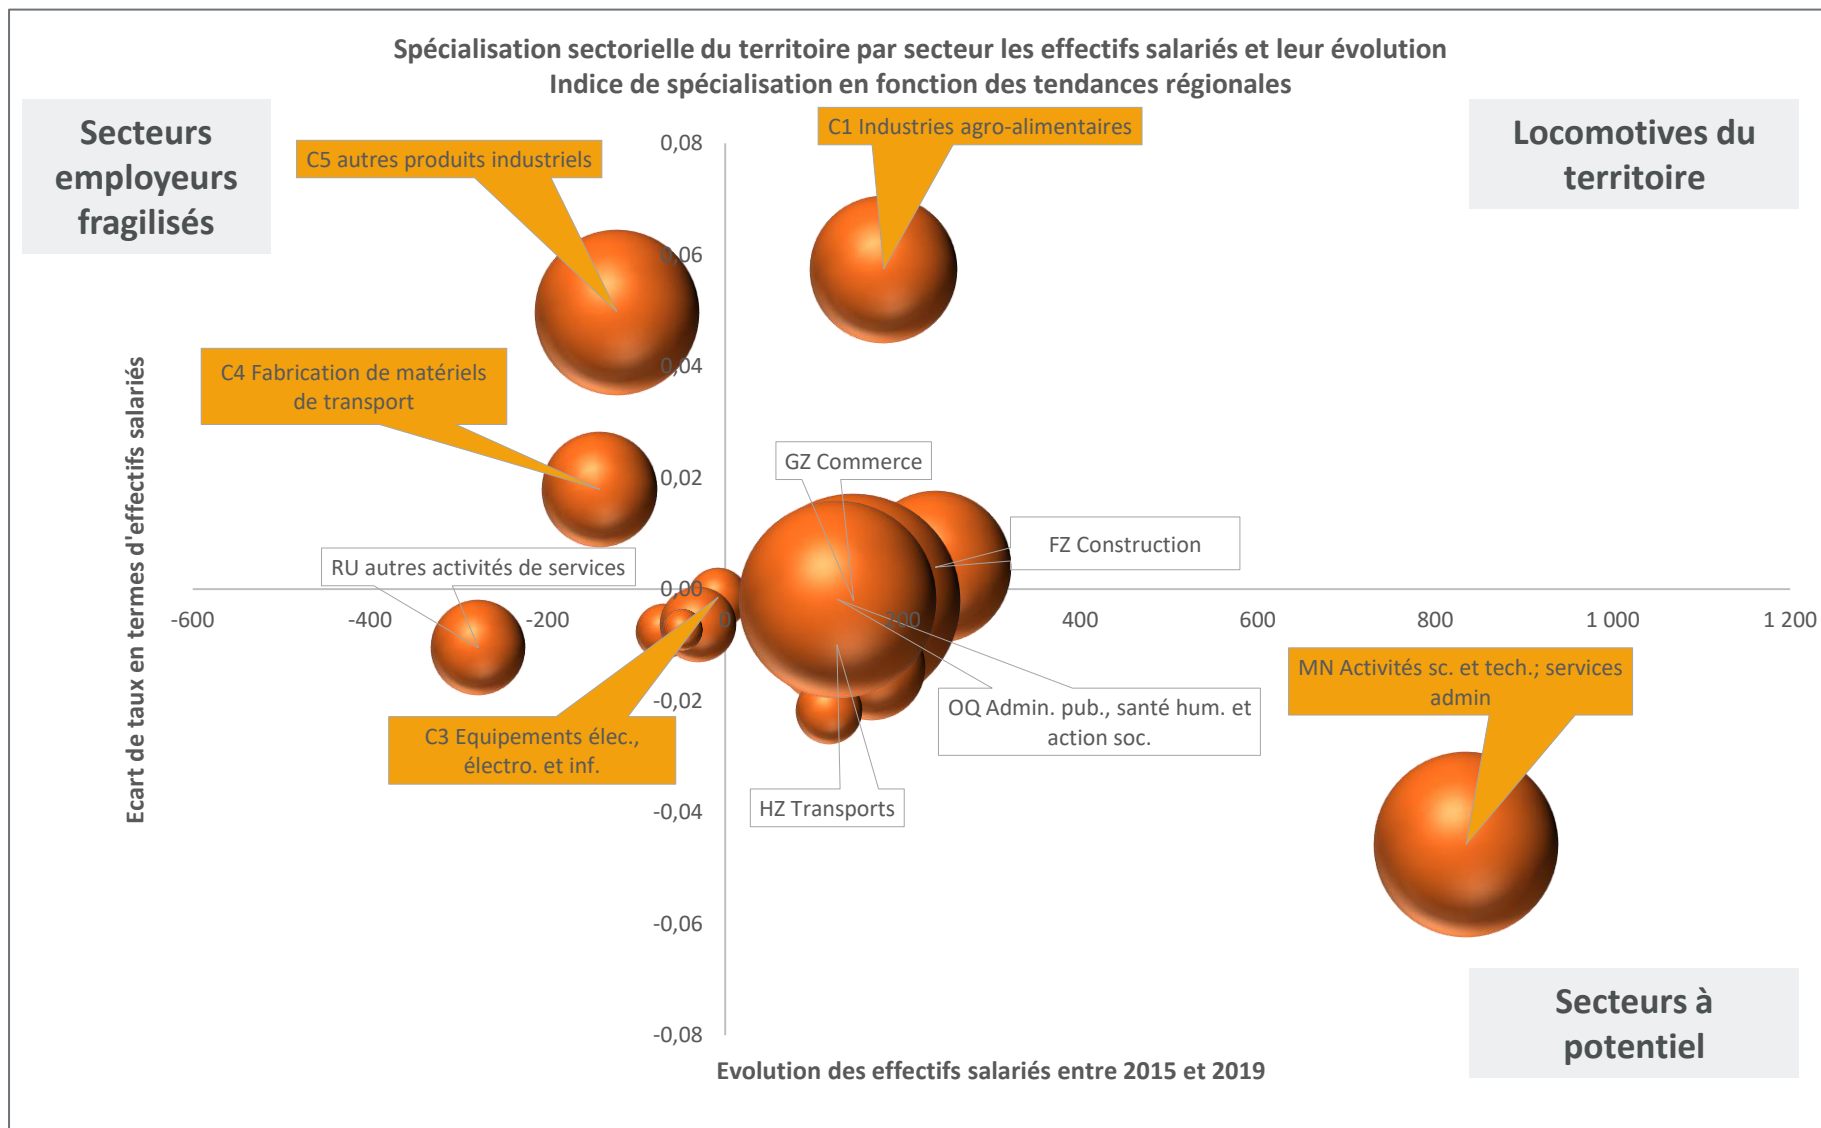 Spécialisation sectorielle du territoire par secteur les effectifs salariés et leur évolution
Indice de spécialisation en fonction des tendances régionales
Secteurs
employeurs
fragilisés
Locomotives du
territoire
C1 Industries agro-alimentaires
C5 autres produits industriels
C4 Fabrication de matériels
de transport
GZ Commerce
FZ Construction
RU autres activités de services
MN Activités sc. et tech.; services
admin
OQ Admin. pub., santé hum. et
action soc.
C3 Equipements élec.,
électro. et inf.
HZ Transports
Secteurs à
potentiel
Ecart de taux en termes d'effectifs salariés
0,08
0,06
0,04
0,02
0,00
-0,02
-0,04
-0,06
-0,08
-600
-400
-200
0
200
400
600
800
1 000
1 200
Evolution des effectifs salariés entre 2015 et 2019